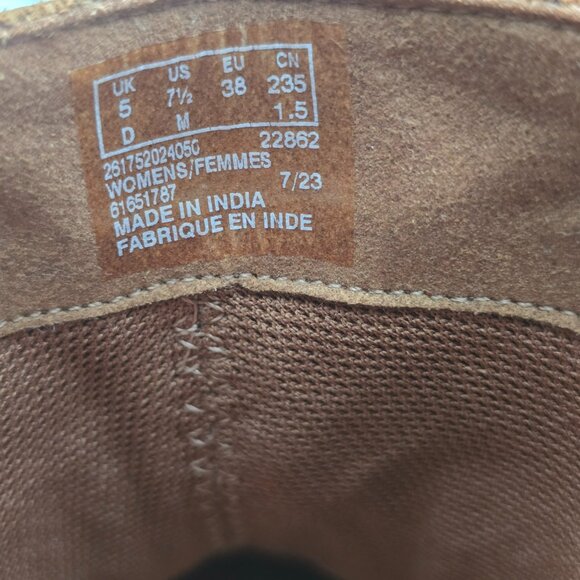 UK US EU CN
5 7½ 38 235
D M 1.5
261752024050 22862
WOMENS/FEMMES
61651787 7/23
MADE IN INDIA
FABRIQUE EN INDE